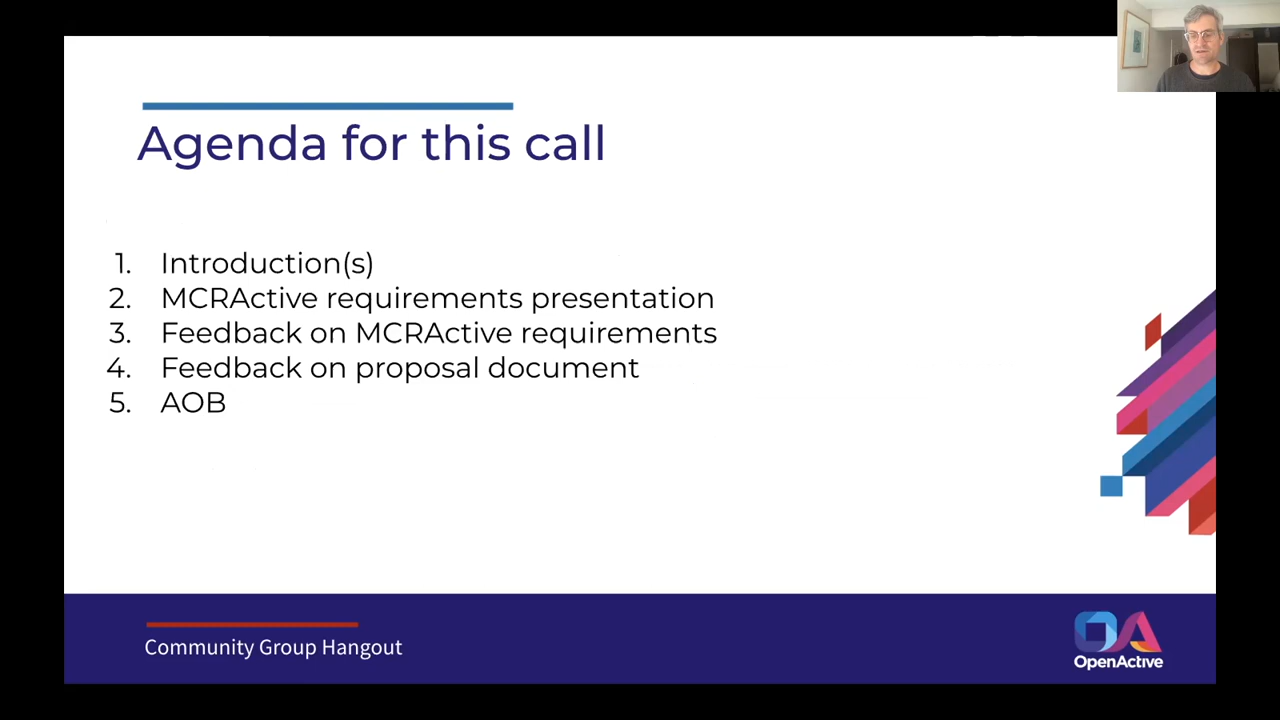 Agenda for this call
1. Introduction(s)
2. MCRActive requirements presentation
3. Feedback on MCRActive requirements
4. Feedback on proposal document
5. AOB
Community Group Hangout
OA
OpenActive